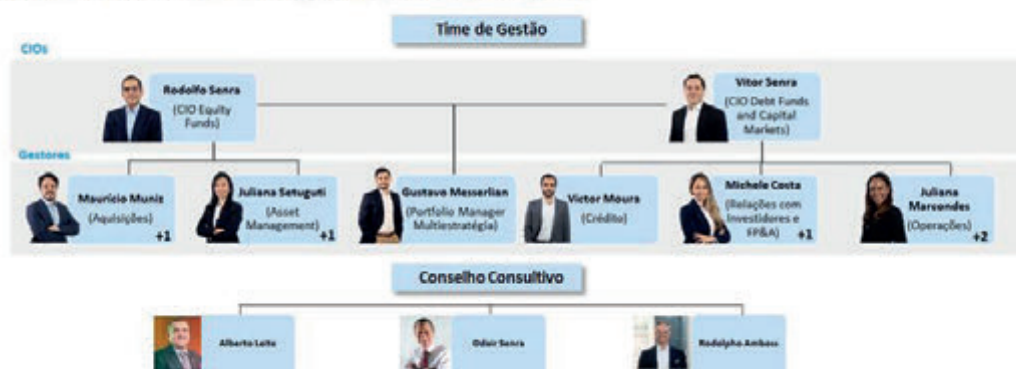 Time de Gestão
CIOs
Rodolfo Senra
(CIO Equity
Funds)
Vitor Senra
(CIO Debt Funds
and Capital
Markets)
Gestores
Maurício Muniz
(Aquisições)
+1
Juliana Setuguti
(Asset
Management)
+1
Gustavo Messerlian
(Portfolio Manager
Multiestratégia)
Victor Moura
(Crédito)
Michele Costa
(Relações com
Investidores e
FP&A)
+1
Juliana
Marcondes
(Operações)
+2
Conselho Consultivo
Alberto Leite
Odair Senra
Rodolpho Amboss